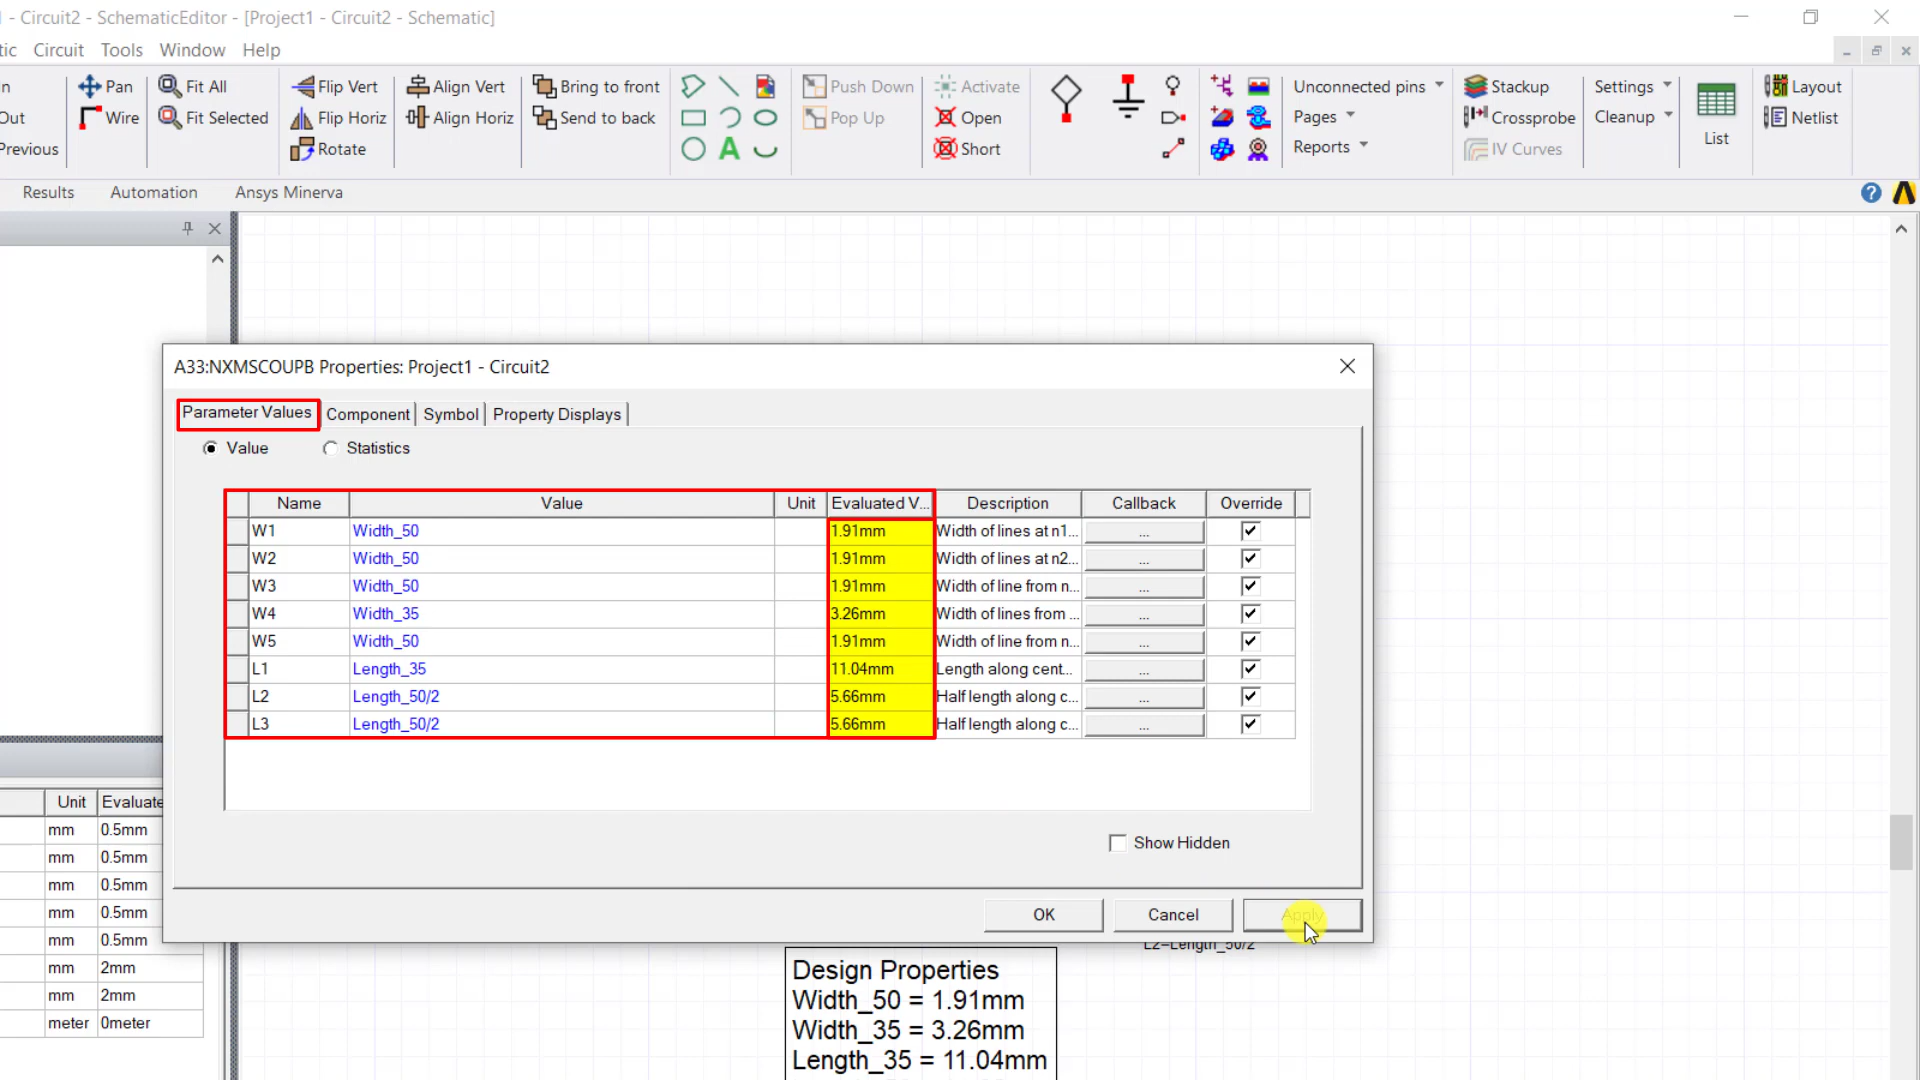 - Circuit2 - SchematicEditor - [Project1 - Circuit2 - Schematic]
tic Circuit Tools Window Help
n Pan Fit All Flip Vert Align Vert Bring to front Push Down Activate Unconnected pins Stackup Settings Layout
Out Wire Fit Selected Flip Horiz Align Horiz Send to back Pop Up Open Pages Crossprobe Cleanup Netlist
Previous Rotate A Short Reports IV Curves List
Results Automation Ansys Minerva
A33:NXMSCOUPB Properties: Project1 - Circuit2
Parameter Values Component Symbol Property Displays
Value Statistics
Name Value Unit Evaluated V... Description Callback Override
W1 Width_50 1.91mm Width of lines at n1... ...
W2 Width_50 1.91mm Width of lines at n2... ...
W3 Width_50 1.91mm Width of line from n... ...
W4 Width_35 3.26mm Width of lines from ... ...
W5 Width_50 1.91mm Width of line from n... ...
L1 Length_35 11.04mm Length along cent... ...
L2 Length_50/2 5.66mm Half length along c... ...
L3 Length_50/2 5.66mm Half length along c... ...
Show Hidden
OK Cancel Apply
Unit Evaluate
mm 0.5mm
mm 0.5mm
mm 0.5mm
mm 0.5mm
mm 0.5mm
mm 2mm
mm 2mm
meter 0meter
L2=Length_50/2
Design Properties
Width_50 = 1.91mm
Width_35 = 3.26mm
Length_35 = 11.04mm